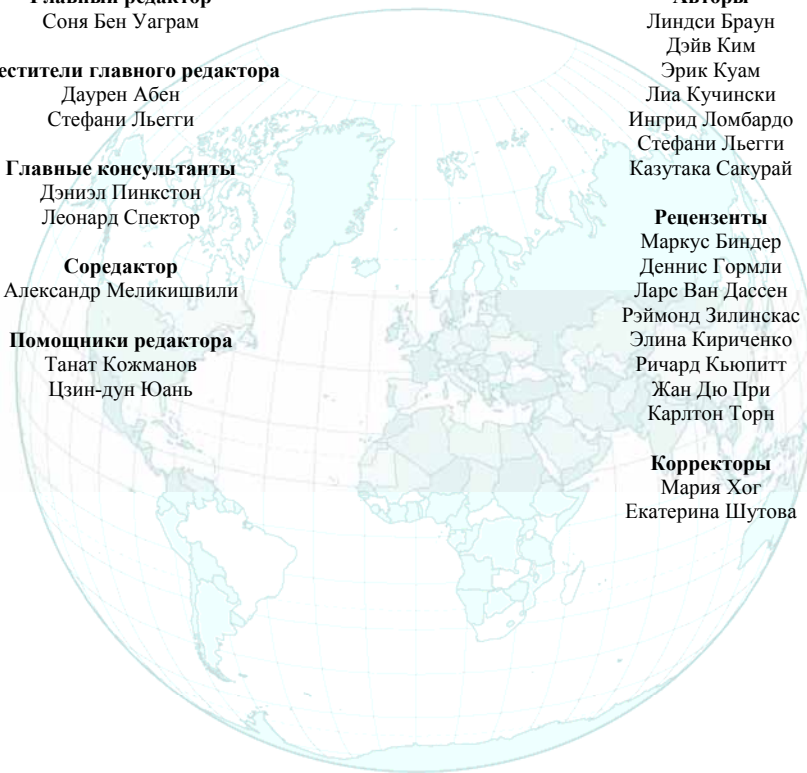 Главный редактор
Соня Бен Уаграм
естители главного редактора
Даурен Абен
Стефани Льегги
Главные консультанты
Дэниэл Пинкстон
Леонард Спектор
Соредактор
Александр Меликишвили
Помощники редактора
Танат Кожманов
Цзин-дун Юань
Авторы
Линдси Браун
Дэйв Ким
Эрик Куам
Лиа Кучински
Ингрид Ломбардо
Стефани Льегги
Казутака Сакурай
Рецензенты
Маркус Биндер
Деннис Гормли
Ларс Ван Дассен
Рэймонд Зилинскас
Элина Кириченко
Ричард Кьюпитт
Жан Дю При
Карлтон Торн
Корректоры
Мария Хог
Екатерина Шутова